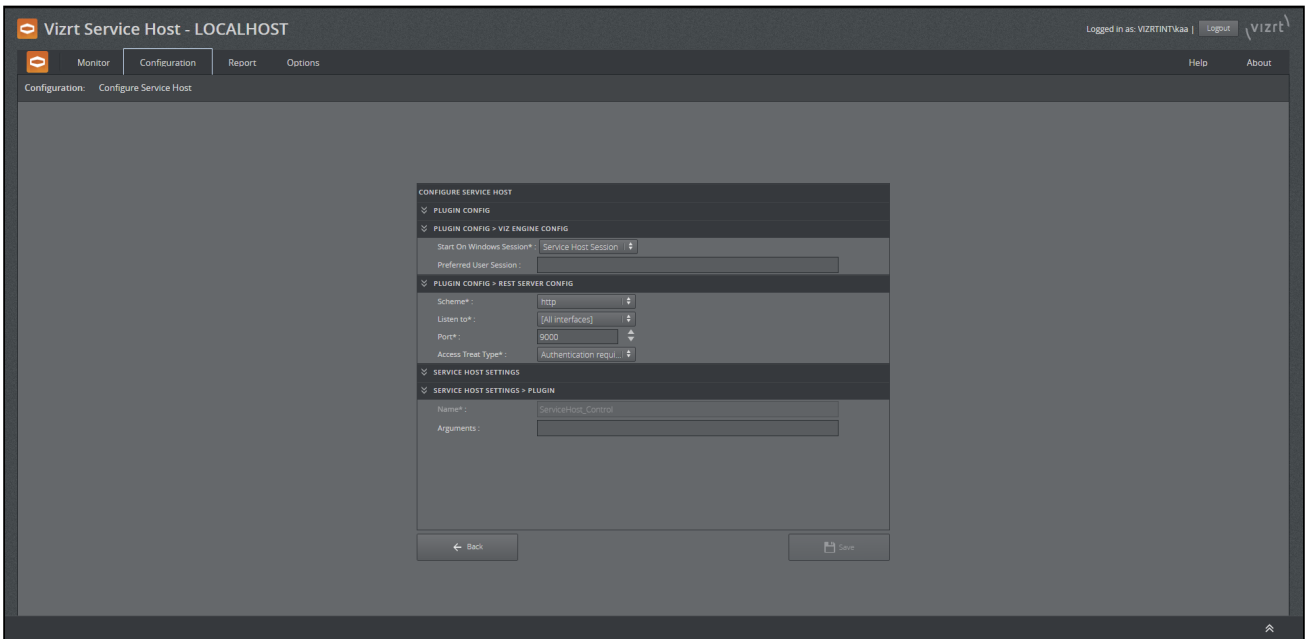 Vizrt Service Host - LOCALHOST
Logged in as: VIZRTINT\kaa | Logout vizrt
Monitor Configuration Report Options Help About
Configuration: Configure Service Host
CONFIGURE SERVICE HOST
PLUGIN CONFIG
PLUGIN CONFIG > VIZ ENGINE CONFIG
Start On Windows Session* : Service Host Session
Preferred User Session :
PLUGIN CONFIG > REST SERVER CONFIG
Scheme* : http
Listen to* : [All interfaces]
Port* : 9000
Access Treat Type* : Authentication requi...
SERVICE HOST SETTINGS
SERVICE HOST SETTINGS > PLUGIN
Name* : ServiceHost_Control
Arguments :
Back Save